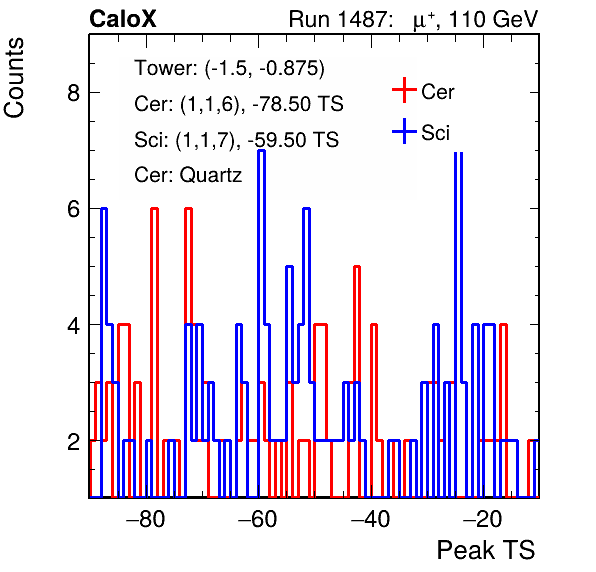 CaloX Run 1487: μ⁺, 110 GeV
Counts
Tower: (-1.5, -0.875)
Cer: (1,1,6), -78.50 TS
Sci: (1,1,7), -59.50 TS
Cer: Quartz
Cer
Sci
8
6
4
2
−80 −60 −40 −20
Peak TS